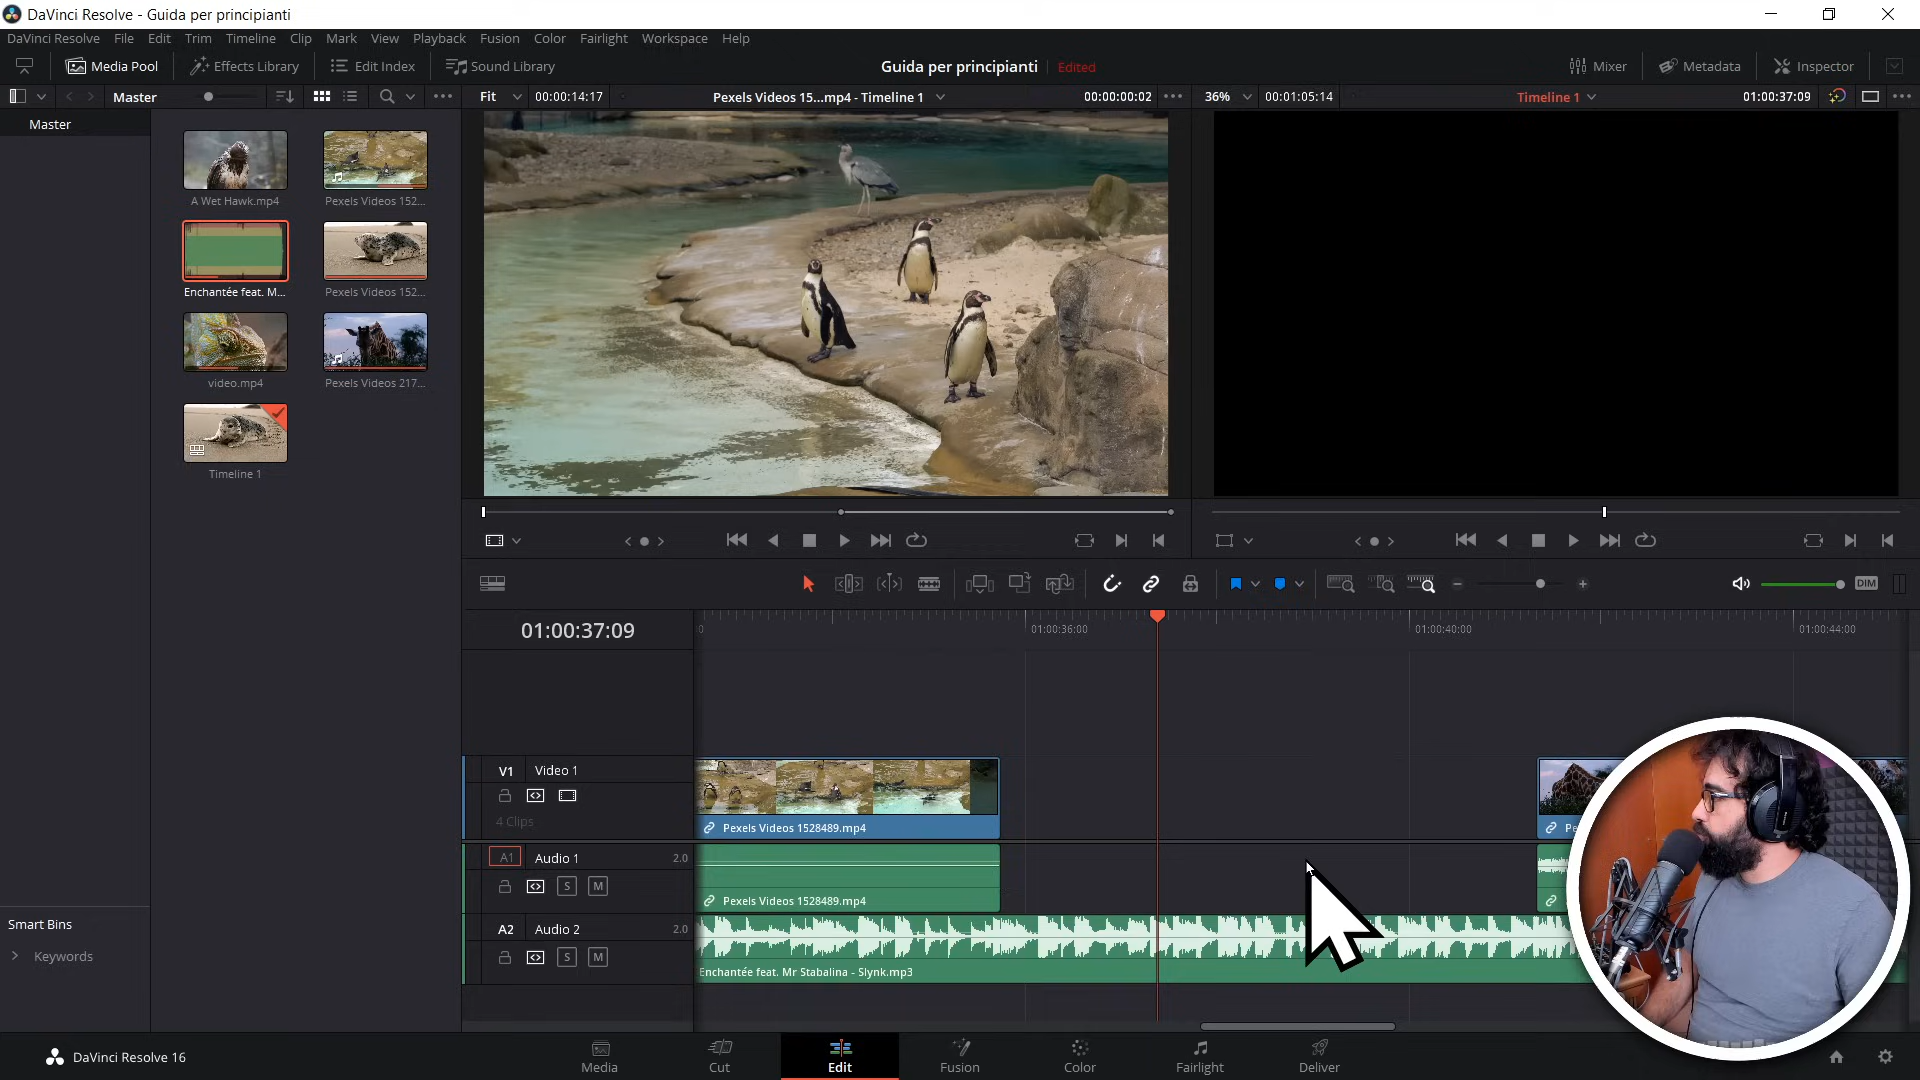 DaVinci Resolve - Guida per principianti
DaVinci Resolve File Edit Trim Timeline Clip Mark View Playback Fusion Color Fairlight Workspace Help
Media Pool Effects Library Edit Index Sound Library Guida per principianti Edited Mixer Metadata Inspector
Master Fit 00:00:14:17 Pexels Videos 15...mp4 - Timeline 1 00:00:00:02 36% 00:01:05:14 Timeline 1 01:00:37:09
Master
A Wet Hawk.mp4 Pexels Videos 152...
Enchantée feat. M... Pexels Videos 152...
video.mp4 Pexels Videos 217...
Timeline 1
DIM
01:00:37:09
01:00:36:00 01:00:40:00 01:00:44:00
V1 Video 1
4 Clips
Pexels Videos 1528489.mp4
A1 Audio 1 2.0
S M
Pexels Videos 1528489.mp4
A2 Audio 2 2.0
S M
Enchantée feat. Mr Stabalina - Slynk.mp3
Smart Bins
Keywords
DaVinci Resolve 16
Media Cut Edit Fusion Color Fairlight Deliver